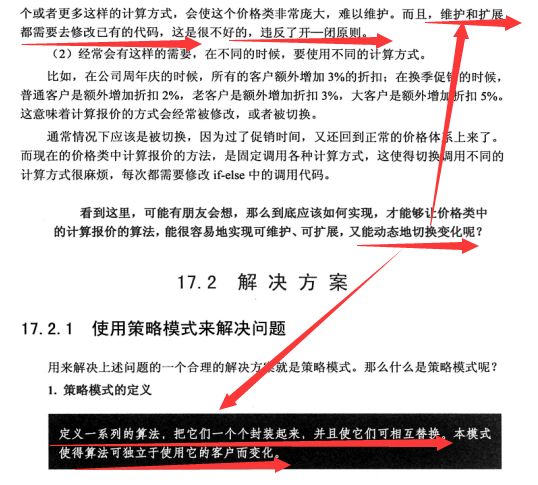 个或者更多这样的计算方式，会使这个价格类非常庞大，难以维护。而且，维护和扩展
都需要去修改已有的代码，这是很不好的，违反了开—闭原则。
（2）经常会有这样的需要，在不同的时候，要使用不同的计算方式。
比如，在公司周年庆的时候，所有的客户额外增加 3%的折扣；在换季促销的时候，
普通客户是额外增加折扣 2%，老客户是额外增加折扣 3%，大客户是额外增加折扣 5%。
这意味着计算报价的方式会经常被修改，或者被切换。
通常情况下应该是被切换，因为过了促销时间，又还回到正常的价格体系上来了。
而现在的价格类中计算报价的方法，是固定调用各种计算方式，这使得切换调用不同的
计算方式很麻烦，每次都需要修改 if-else 中的调用代码。
看到这里，可能有朋友会想，那么到底应该如何实现，才能够让价格类中
的计算报价的算法，能很容易地实现可维护、可扩展，又能动态地切换变化呢？
17.2 解决方案
17.2.1 使用策略模式来解决问题
用来解决上述问题的一个合理的解决方案就是策略模式。那么什么是策略模式呢？
1. 策略模式的定义
定义一系列的算法，把它们一个个封装起来，并且使它们可相互替换。本模式
使得算法可独立于使用它的客户而变化。